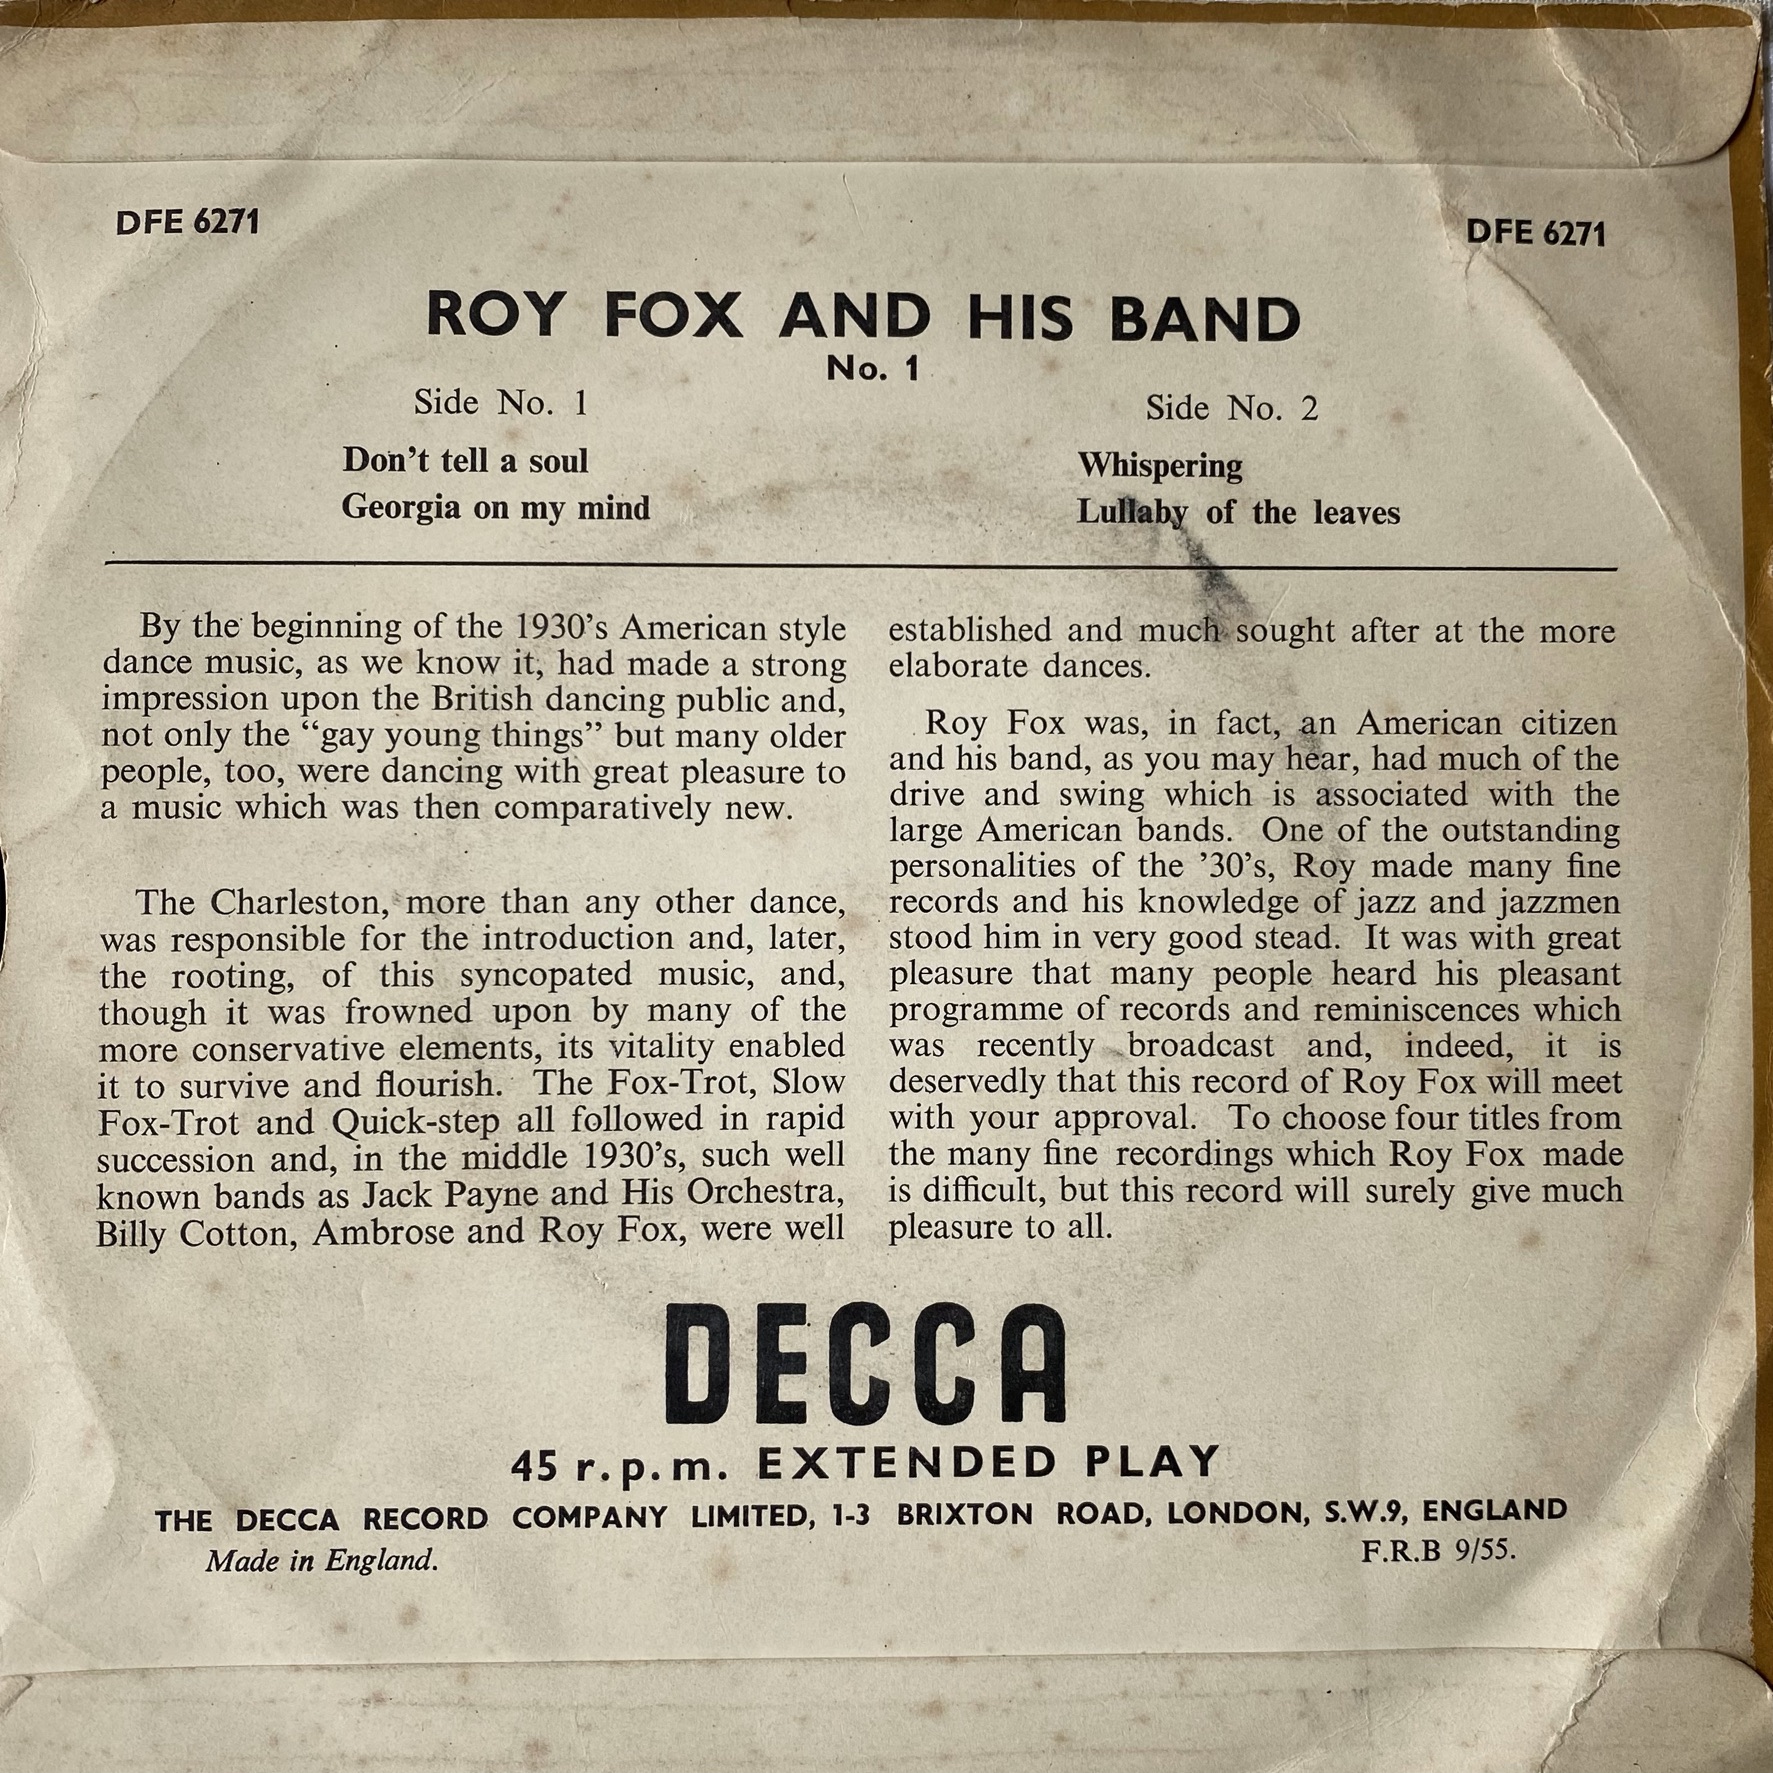 DFE 6271
DFE 6271
ROY FOX AND HIS BAND
No. 1
Side No. 1
Don't tell a soul
Georgia on my mind
Side No. 2
Whispering
Lullaby of the leaves
By the beginning of the 1930's American style
dance music, as we know it, had made a strong
impression upon the British dancing public and,
not only the “gay young things” but many older
people, too, were dancing with great pleasure to
a music which was then comparatively new.
The Charleston, more than any other dance,
was responsible for the introduction and, later,
the rooting, of this syncopated music, and,
though it was frowned upon by many of the
more conservative elements, its vitality enabled
it to survive and flourish. The Fox-Trot, Slow
Fox-Trot and Quick-step all followed in rapid
succession and, in the middle 1930's, such well
known bands as Jack Payne and His Orchestra,
Billy Cotton, Ambrose and Roy Fox, were well
established and much sought after at the more
elaborate dances.
Roy Fox was, in fact, an American citizen
and his band, as you may hear, had much of the
drive and swing which is associated with the
large American bands. One of the outstanding
personalities of the '30's, Roy made many fine
records and his knowledge of jazz and jazzmen
stood him in very good stead. It was with great
pleasure that many people heard his pleasant
programme of records and reminiscences which
was recently broadcast and, indeed, it is
deservedly that this record of Roy Fox will meet
with your approval. To choose four titles from
the many fine recordings which Roy Fox made
is difficult, but this record will surely give much
pleasure to all.
DECCA
45 r.p.m. EXTENDED PLAY
THE DECCA RECORD COMPANY LIMITED, 1-3 BRIXTON ROAD, LONDON, S.W.9, ENGLAND
Made in England.
F.R.B 9/55.